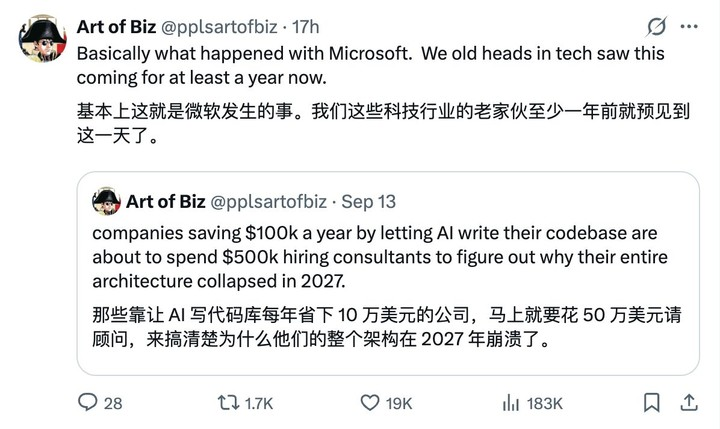 Art of Biz @pplsartofbiz · 17h
Basically what happened with Microsoft.  We old heads in tech saw this
coming for at least a year now.
基本上这就是微软发生的事。我们这些科技行业的老家伙至少一年前就预见到
这一天了。
Art of Biz @pplsartofbiz · Sep 13
companies saving $100k a year by letting AI write their codebase are
about to spend $500k hiring consultants to figure out why their entire
architecture collapsed in 2027.
那些靠让 AI 写代码库每年省下 10 万美元的公司，马上就要花 50 万美元请
顾问，来搞清楚为什么他们的整个架构在 2027 年崩溃了。
28 1.7K 19K 183K